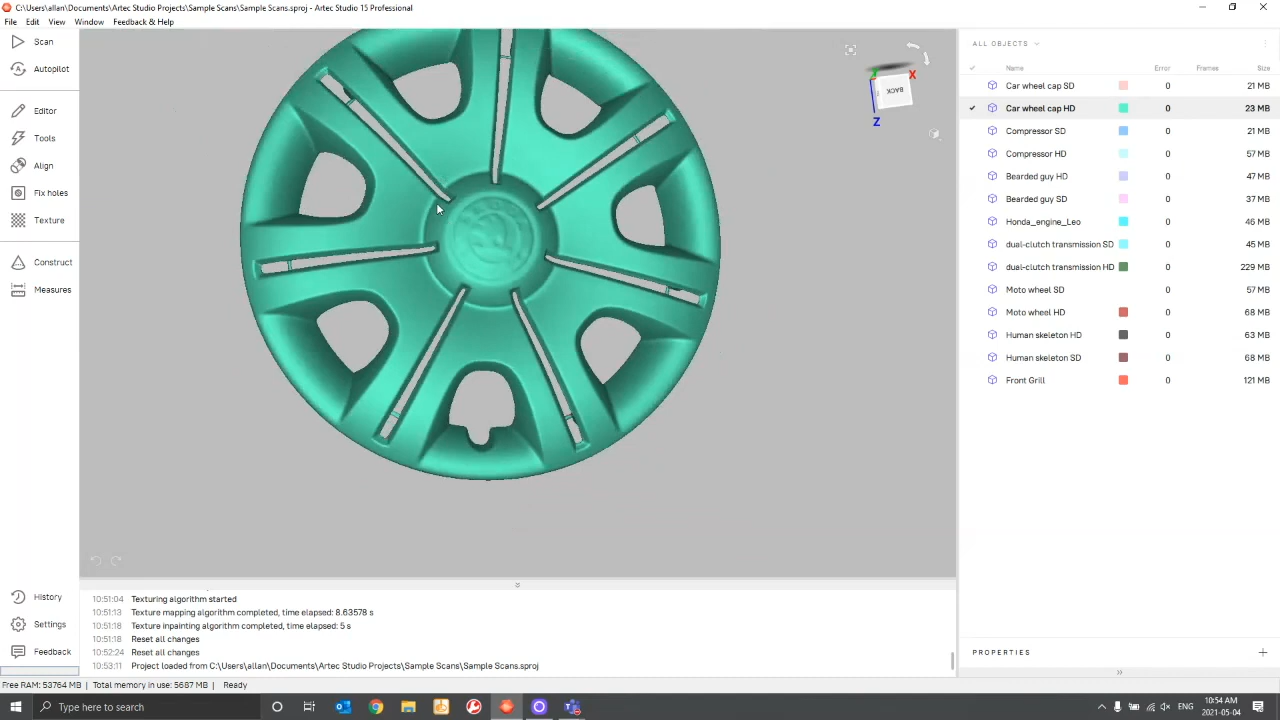 C:\Users\allan\Documents\Artec Studio Projects\Sample Scans\Sample Scans.sproj - Artec Studio 15 Professional
File Edit View Window Feedback & Help
Scan
Autopilot
Editor
Tools
Align
Fix holes
Texture
Construct
Measures
History
Settings
Feedback
BACK
X
Z
ALL OBJECTS
Name Error Frames Size
Car wheel cap SD 0 21 MB
Car wheel cap HD 0 23 MB
Compressor SD 0 21 MB
Compressor HD 0 57 MB
Bearded guy HD 0 47 MB
Bearded guy SD 0 37 MB
Honda_engine_Leo 0 46 MB
dual-clutch transmission SD 0 45 MB
dual-clutch transmission HD 0 229 MB
Moto wheel SD 0 57 MB
Moto wheel HD 0 68 MB
Human skeleton HD 0 63 MB
Human skeleton SD 0 68 MB
Front Grill 0 121 MB
PROPERTIES
10:51:04 Texturing algorithm started
10:51:13 Texture mapping algorithm completed, time elapsed: 8.63578 s
10:51:18 Texture inpainting algorithm completed, time elapsed: 5 s
10:51:18 Reset all changes
10:52:24 Reset all changes
10:53:11 Project loaded from C:\Users\allan\Documents\Artec Studio Projects\Sample Scans\Sample Scans.sproj
Free RAM: 53764 MB | Total memory in use: 5687 MB | Ready
Type here to search
ENG
10:54 AM
2021-05-04